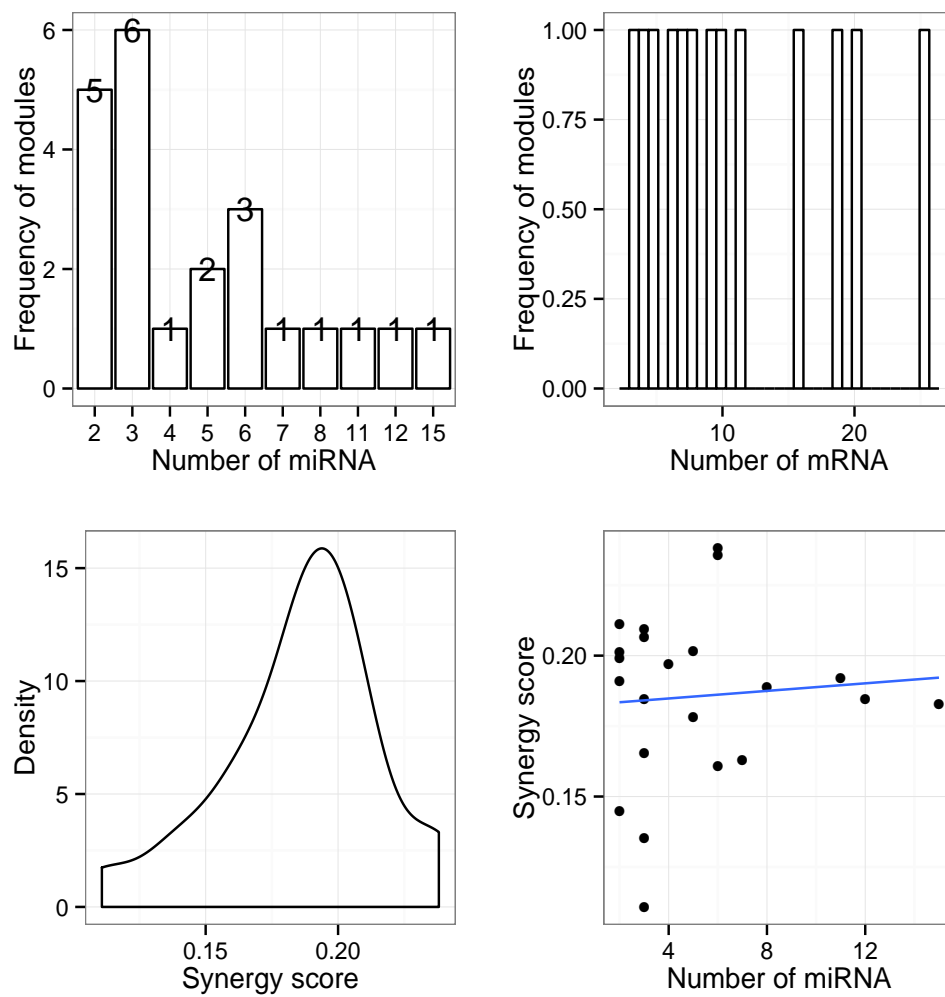 Frequency of modules
6
4
2
0
5
6
1
2
3
1
1
1
1
1
2 3 4 5 6 7 8 11 12 15
Number of miRNA
Frequency of modules
1.00
0.75
0.50
0.25
0.00
10 20
Number of mRNA
Density
15
10
5
0
0.15 0.20
Synergy score
Synergy score
0.20
0.15
4 8 12
Number of miRNA